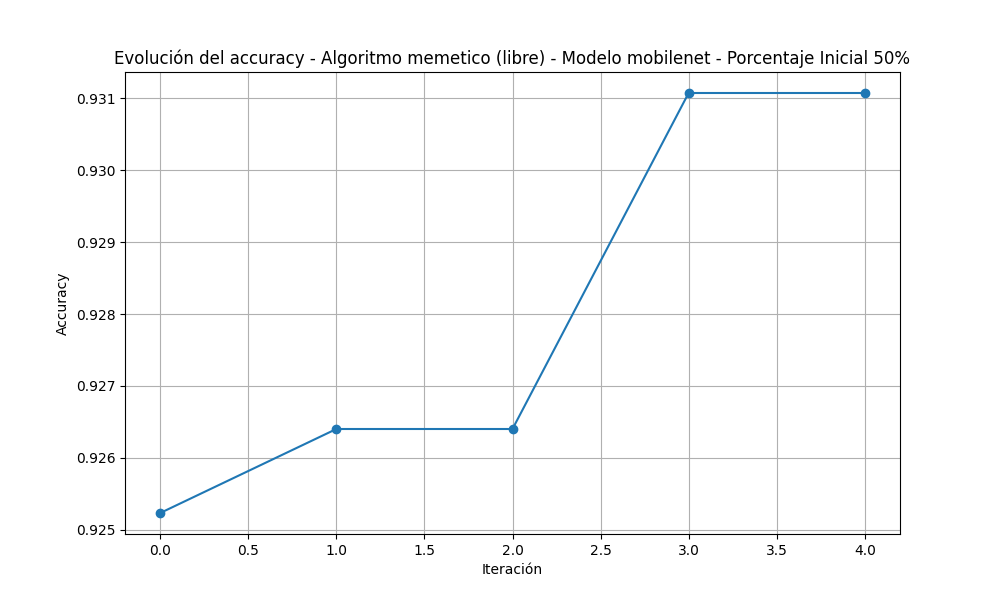 Evolución del accuracy - Algoritmo memetico (libre) - Modelo mobilenet - Porcentaje Inicial 50%
0.931
0.930
0.929
0.928
0.927
0.926
0.925
Accuracy
0.0 0.5 1.0 1.5 2.0 2.5 3.0 3.5 4.0
Iteración